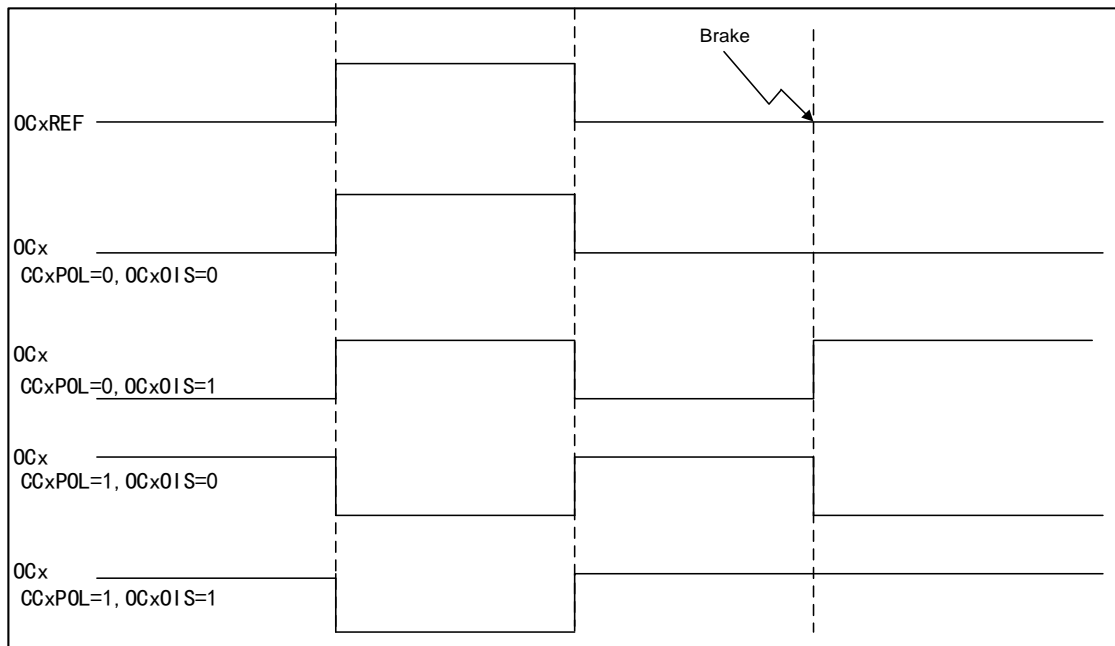 Brake
OCxREF
OCx
CCxPOL=0, OCxOIS=0
OCx
CCxPOL=0, OCxOIS=1
OCx
CCxPOL=1, OCxOIS=0
OCx
CCxPOL=1, OCxOIS=1